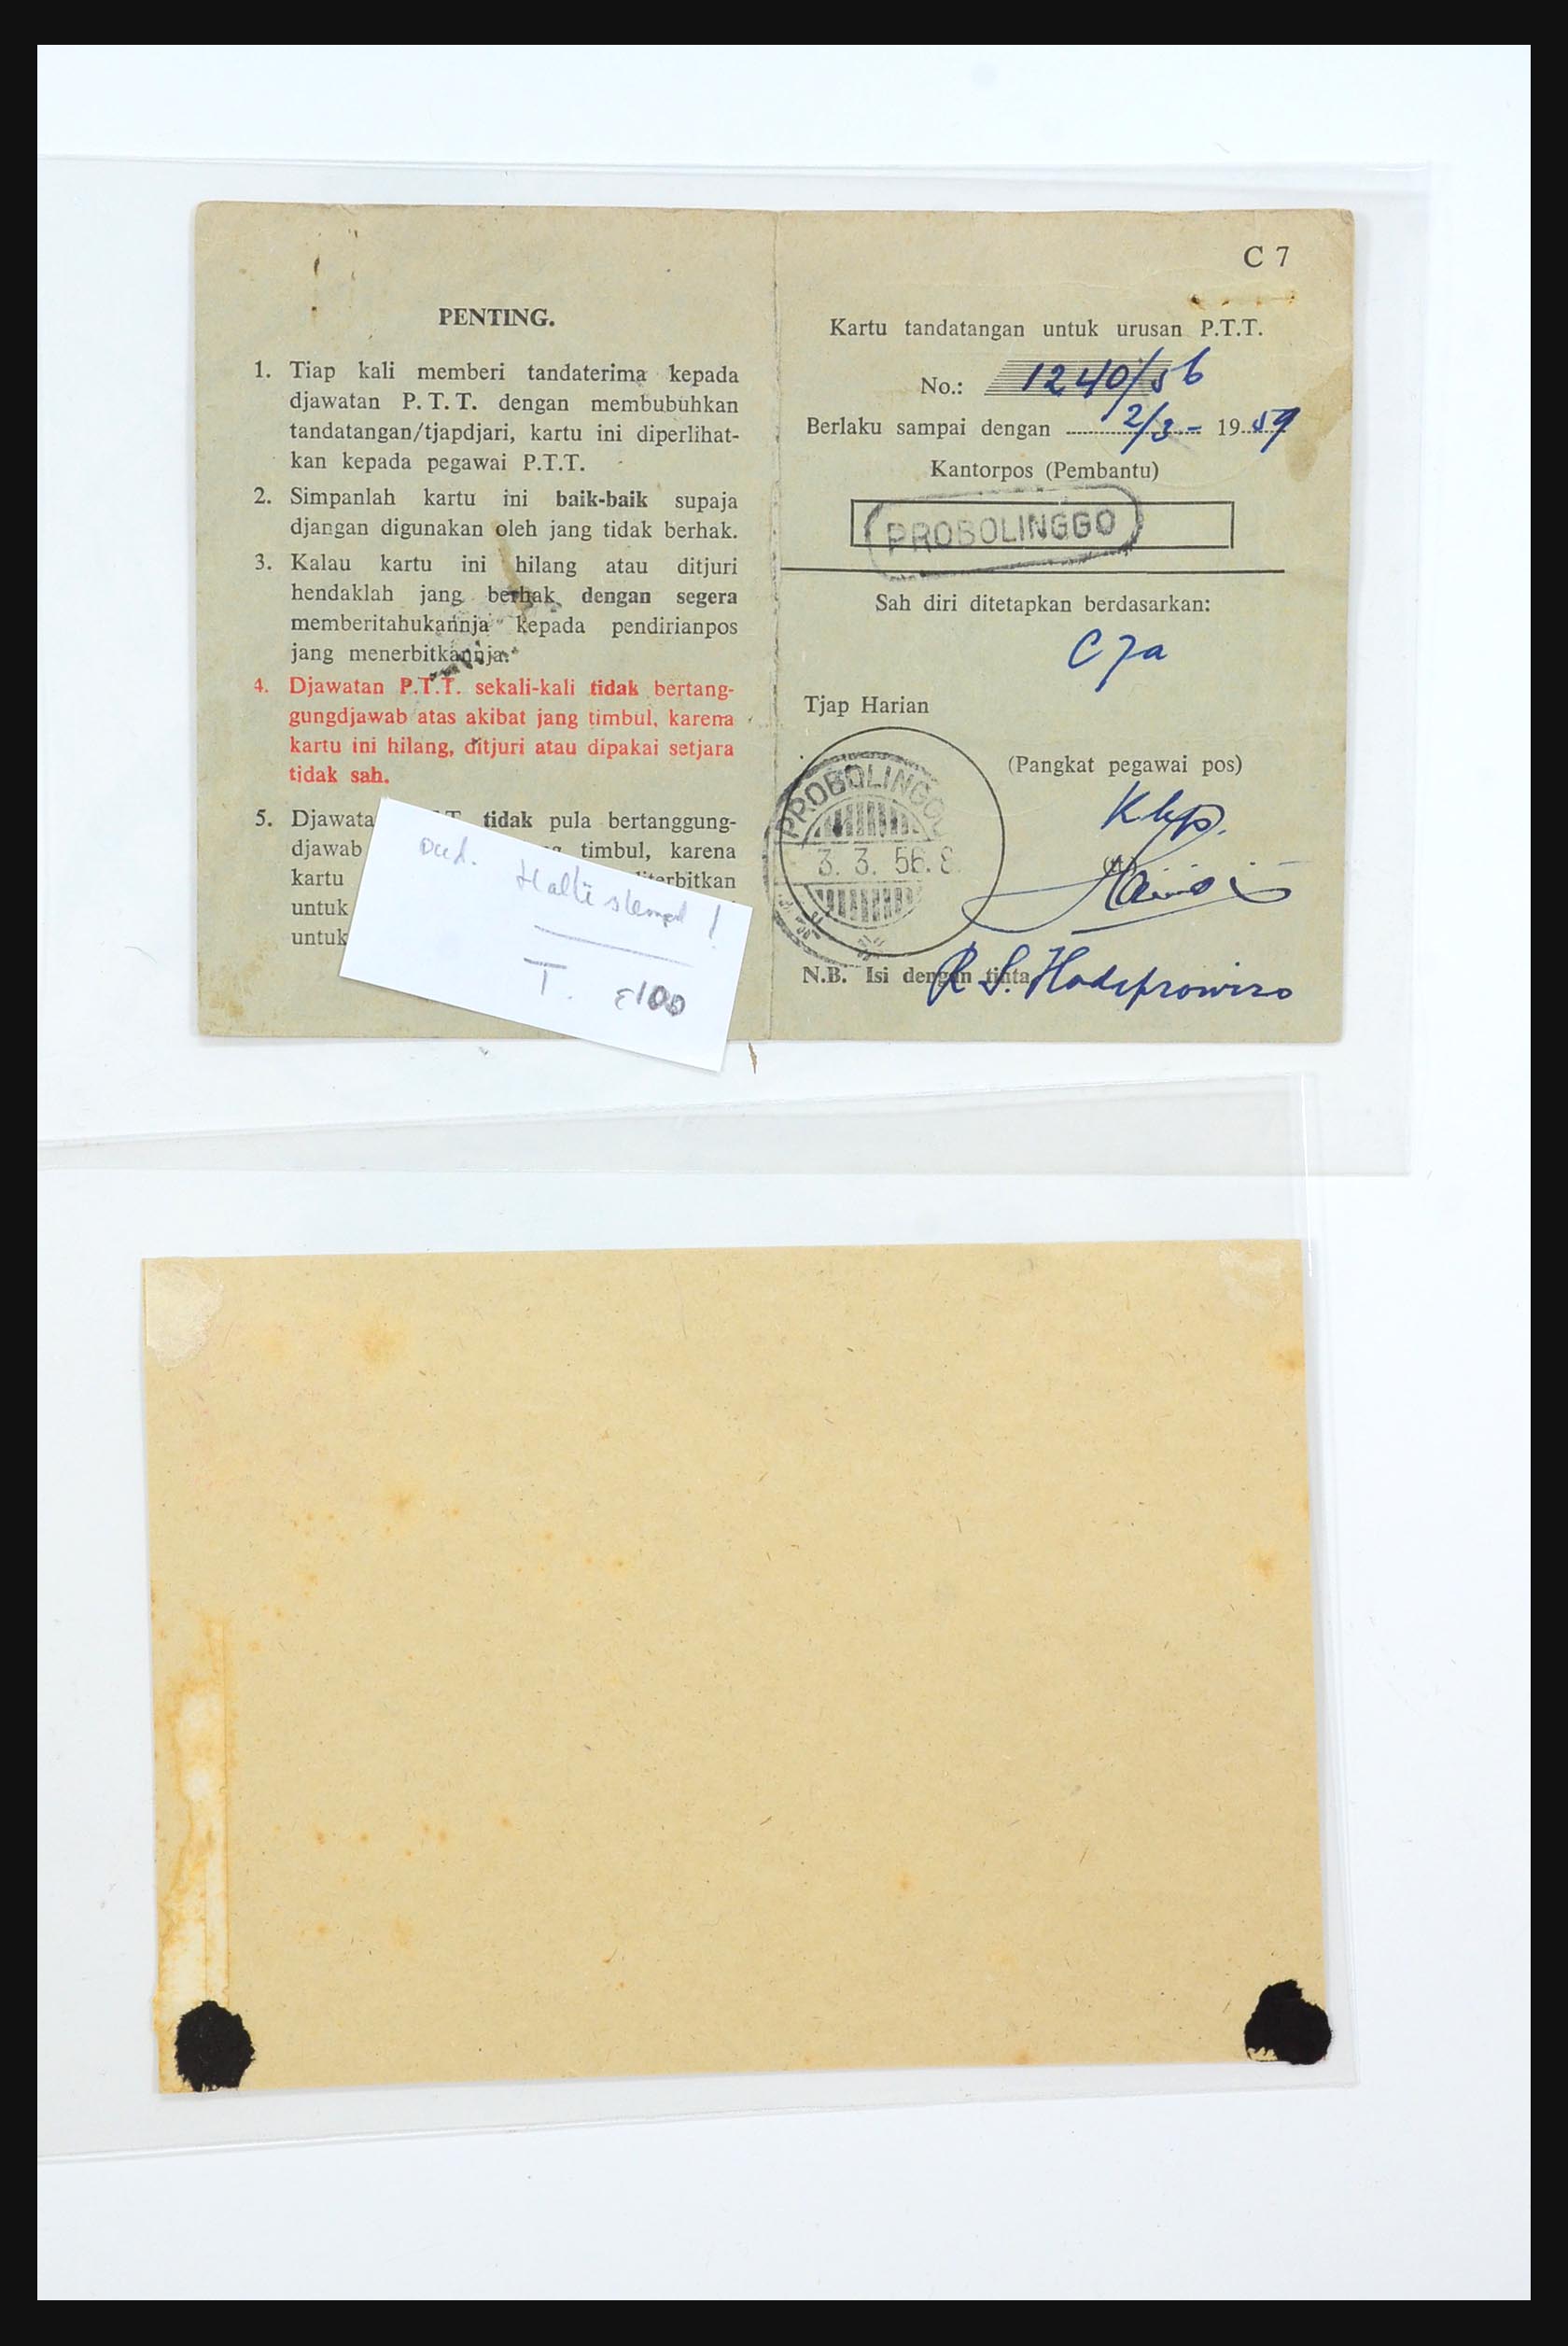 PENTING.
1. Tiap kali memberi tandaterima kepada
djawatan P. T. T. dengan membubuhkan
tandatangan/tjapdjari, kartu ini diperlihat-
kan kepada pegawai P.T.T.
2. Simpanlah kartu ini baik-baik supaja
djangan digunakan oleh jang tidak berhak.
3. Kalau kartu ini hilang atau ditjuri
hendaklah jang berhak dengan segera
memberitahukannja kepada pendirianpos
jang menerbitkannja.
4. Djawatan P.T.T. sekali-kali tidak bertang-
gungdjawab atas akibat jang timbul, karena
kartu ini hilang, ditjuri atau dipakai setjara
tidak sah.
5. Djawata tidak pula bertanggung-
djawab timbul, karena
kartu diterbitkan
untuk
untuk
oud. Halte stempel !
T. 100
C 7
Kartu tandatangan untuk urusan P.T.T.
No.: 1240/56
Berlaku sampai dengan 2/3 - 1959
Kantorpos (Pembantu)
PROBOLINGGO
Sah diri ditetapkan berdasarkan:
C7a
Tjap Harian
(Pangkat pegawai pos)
PROBOLINGGO
3. 3. 56. 8
N.B. Isi dengan tinta
R. S. Hadiprowiro